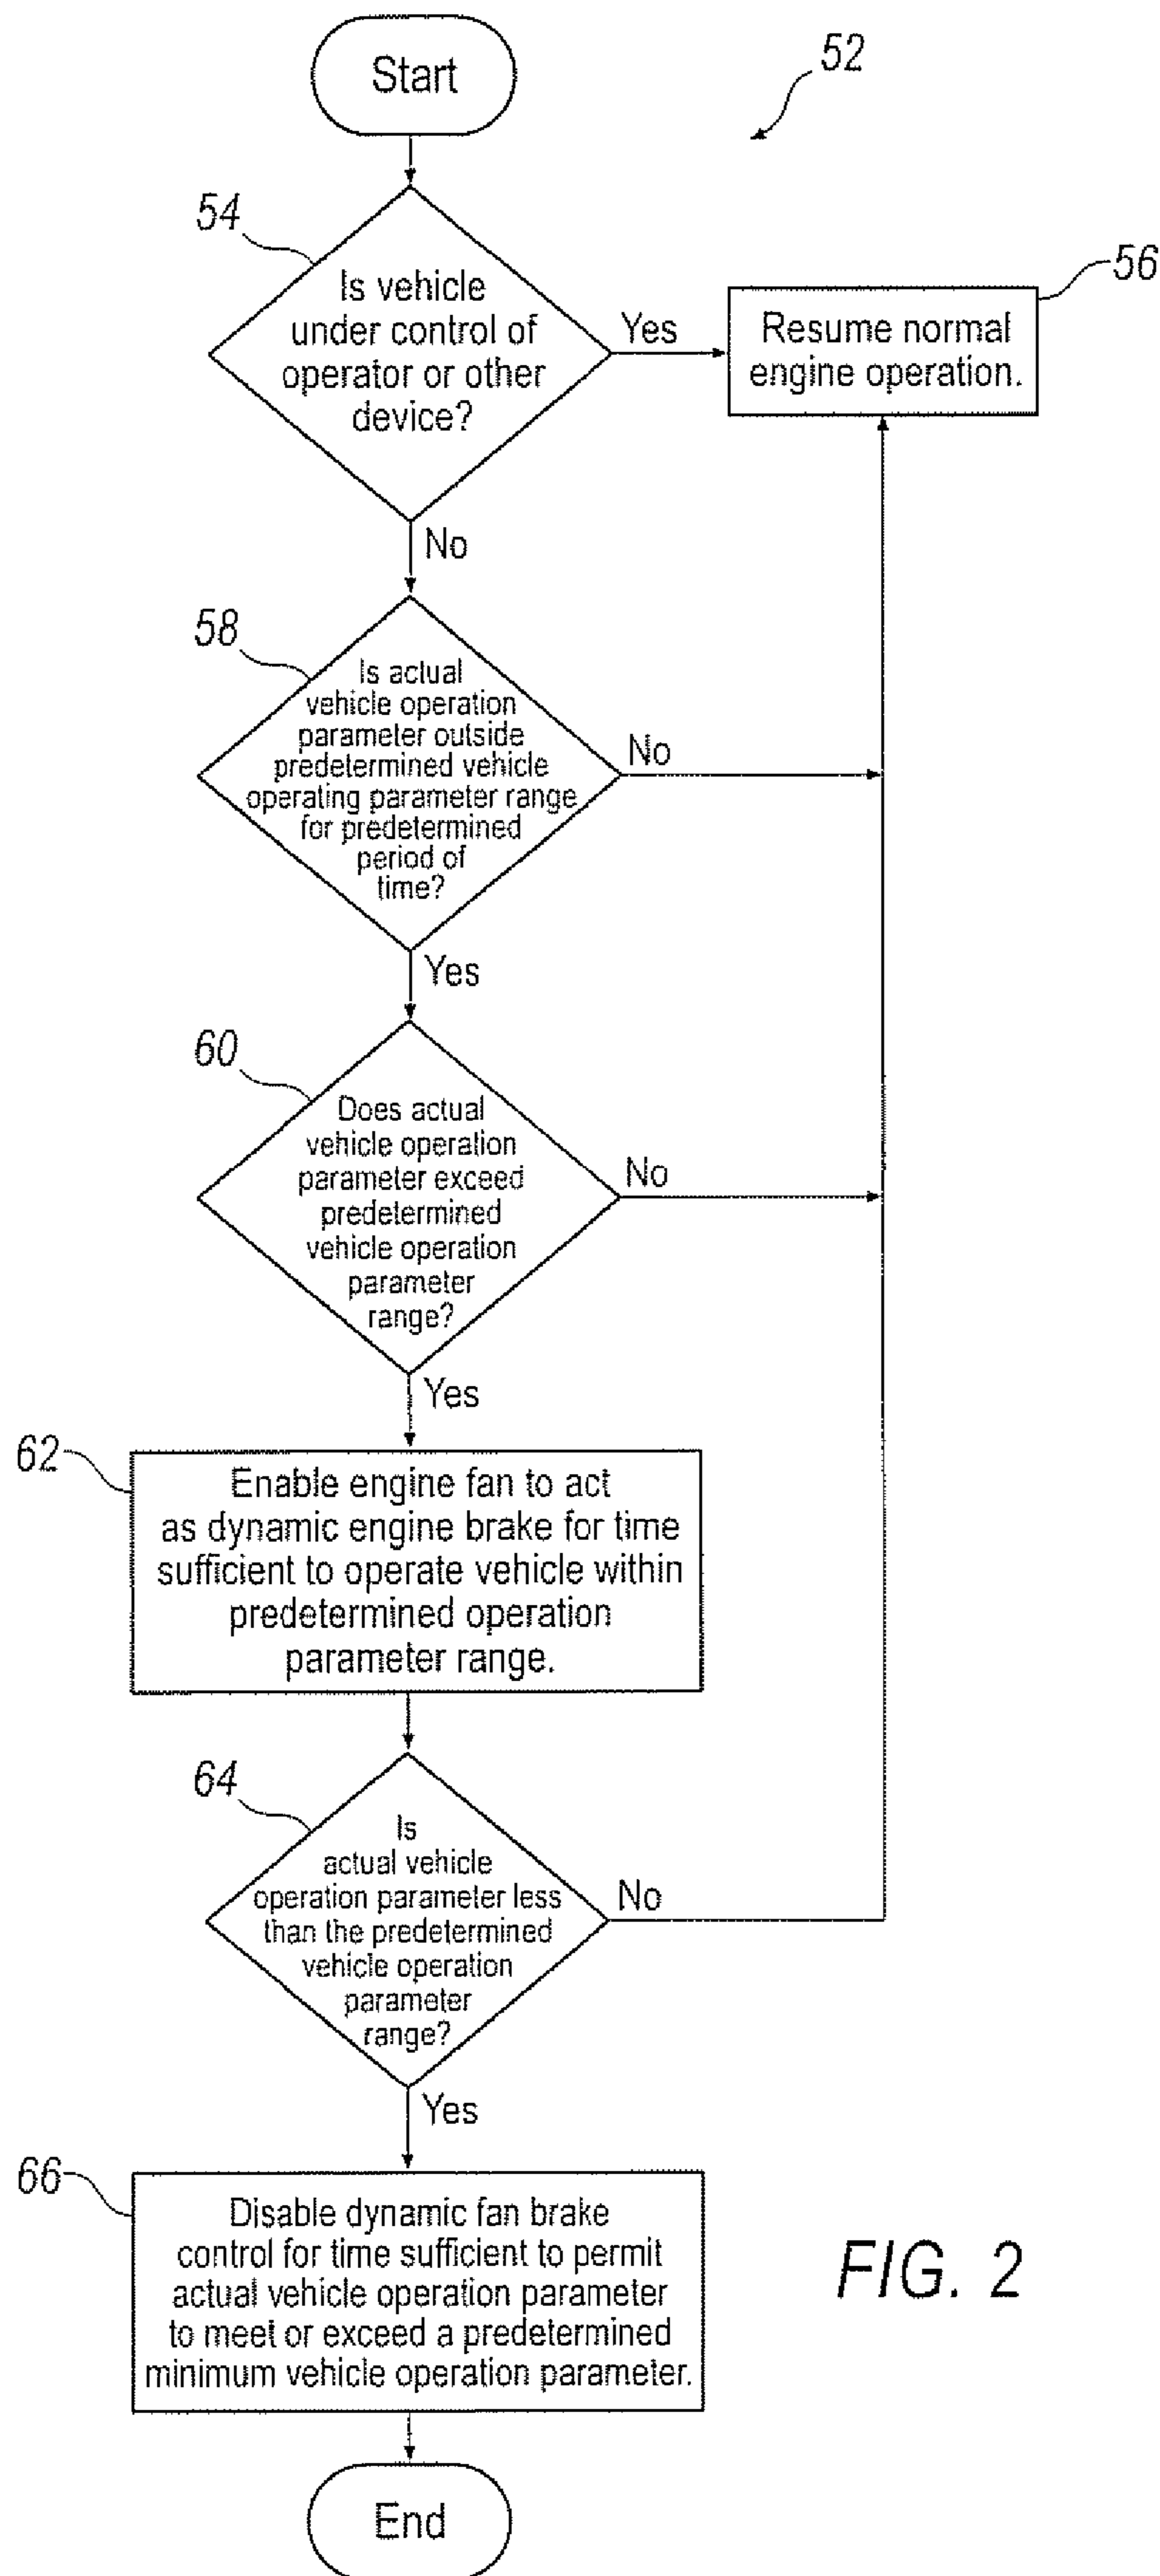 Start
52
54
Is vehicle
under control of
operator or other
device?
Yes
56
Resume normal
engine operation.
No
58
Is actual
vehicle operation
parameter outside
predetermined vehicle
operating parameter range
for predetermined
period of
time?
No
Yes
60
Does actual
vehicle operation
parameter exceed
predetermined
vehicle operation
parameter
range?
No
Yes
62
Enable engine fan to act
as dynamic engine brake for time
sufficient to operate vehicle within
predetermined operation
parameter range.
64
Is
actual vehicle
operation parameter less
than the predetermined
vehicle operation
parameter
range?
No
Yes
66
Disable dynamic fan brake
control for time sufficient to permit
actual vehicle operation parameter
to meet or exceed a predetermined
minimum vehicle operation parameter.
FIG. 2
End